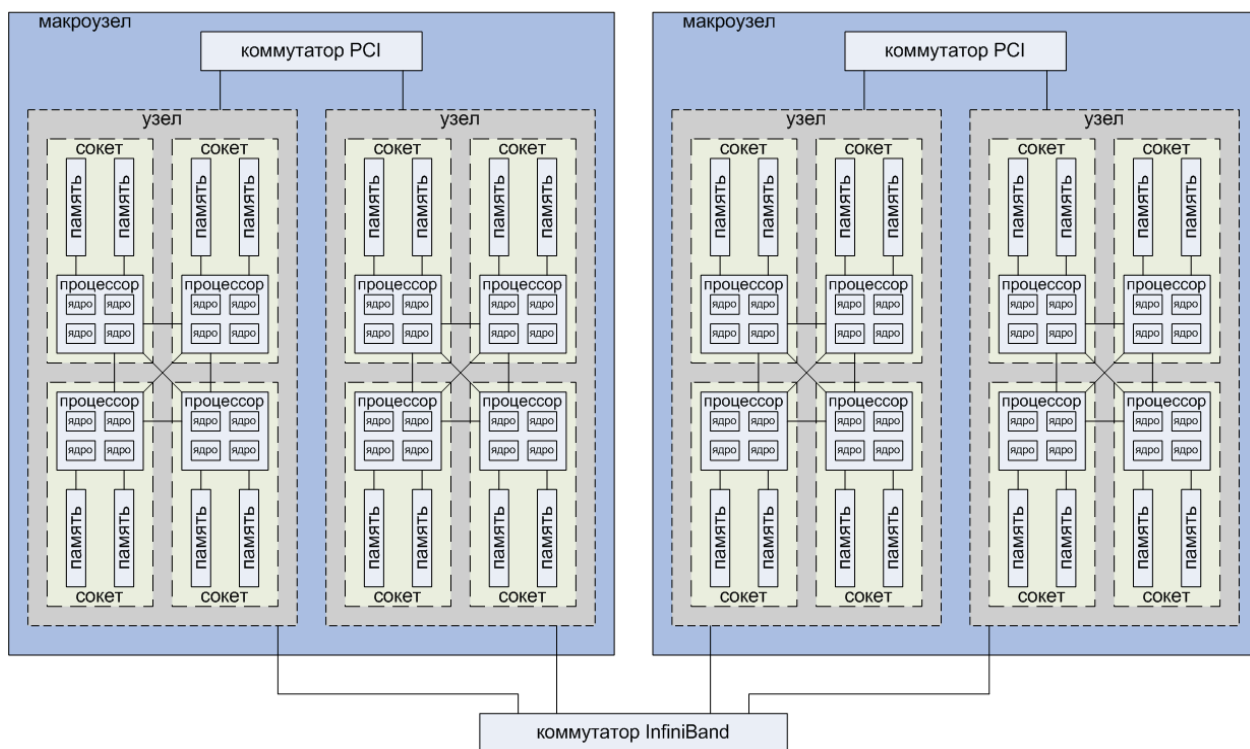 макроузел
коммутатор PCI
узел
узел
сокет
сокет
сокет
сокет
память
память
память
память
память
память
память
память
процессор
процессор
процессор
процессор
ядро ядро
ядро ядро
ядро ядро
ядро ядро
ядро ядро
ядро ядро
ядро ядро
ядро ядро
процессор
процессор
процессор
процессор
ядро ядро
ядро ядро
ядро ядро
ядро ядро
ядро ядро
ядро ядро
ядро ядро
ядро ядро
память
память
память
память
память
память
память
память
сокет
сокет
сокет
сокет
макроузел
коммутатор PCI
узел
узел
сокет
сокет
сокет
сокет
память
память
память
память
память
память
память
память
процессор
процессор
процессор
процессор
ядро ядро
ядро ядро
ядро ядро
ядро ядро
ядро ядро
ядро ядро
ядро ядро
ядро ядро
процессор
процессор
процессор
процессор
ядро ядро
ядро ядро
ядро ядро
ядро ядро
ядро ядро
ядро ядро
ядро ядро
ядро ядро
память
память
память
память
память
память
память
память
сокет
сокет
сокет
сокет
коммутатор InfiniBand